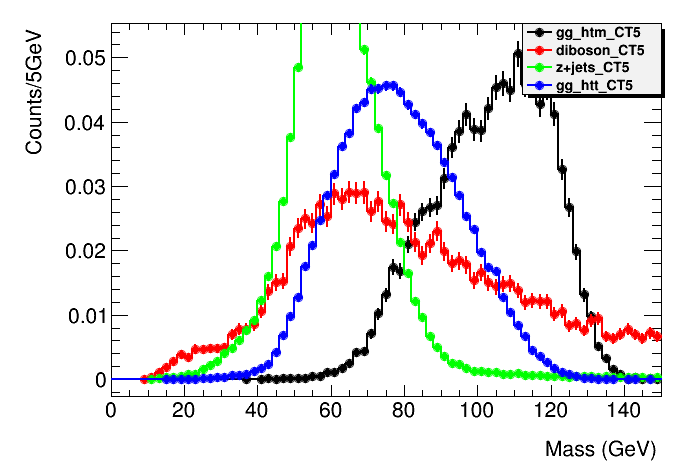 gg_htm_CT5
diboson_CT5
z+jets_CT5
gg_htt_CT5
Counts/5GeV
0.05
0.04
0.03
0.02
0.01
0
0 20 40 60 80 100 120 140
Mass (GeV)